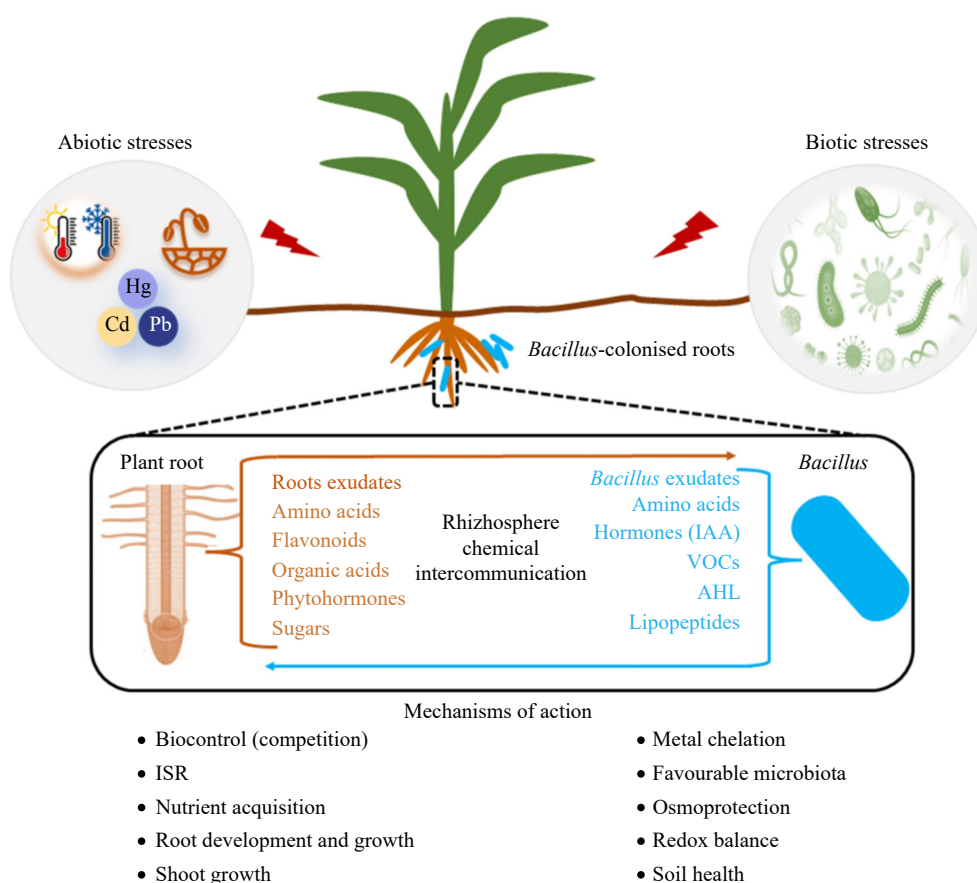 Abiotic stresses
Biotic stresses
Hg
Cd
Pb
Bacillus-colonised roots
Plant root
Bacillus
Roots exudates
Amino acids
Flavonoids
Organic acids
Phytohormones
Sugars
Rhizhosphere
chemical
intercommunication
Bacillus exudates
Amino acids
Hormones (IAA)
VOCs
AHL
Lipopeptides
Mechanisms of action
• Biocontrol (competition)
• ISR
• Nutrient acquisition
• Root development and growth
• Shoot growth
• Metal chelation
• Favourable microbiota
• Osmoprotection
• Redox balance
• Soil health